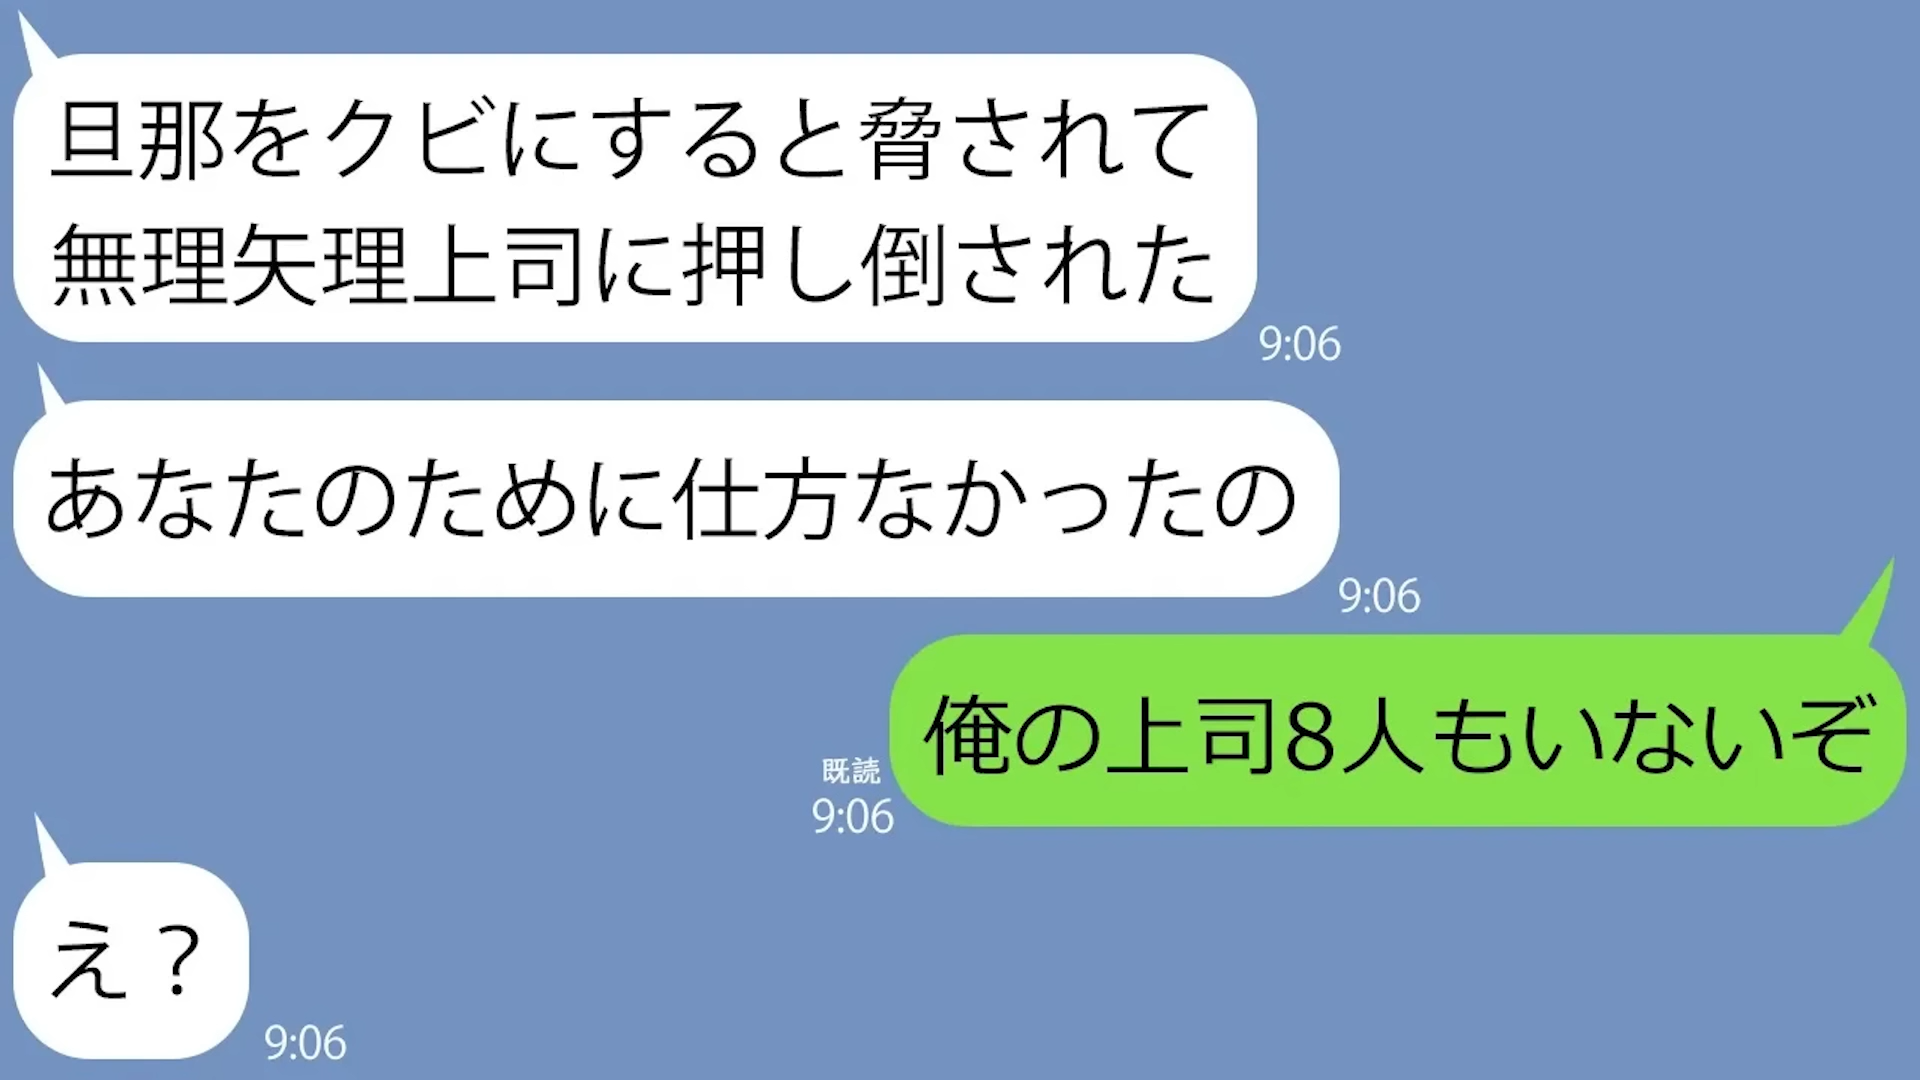 旦那をクビにすると脅されて
無理矢理上司に押し倒された
9:06
あなたのために仕方なかったの
9:06
俺の上司8人もいないぞ
既読
9:06
え？
9:06